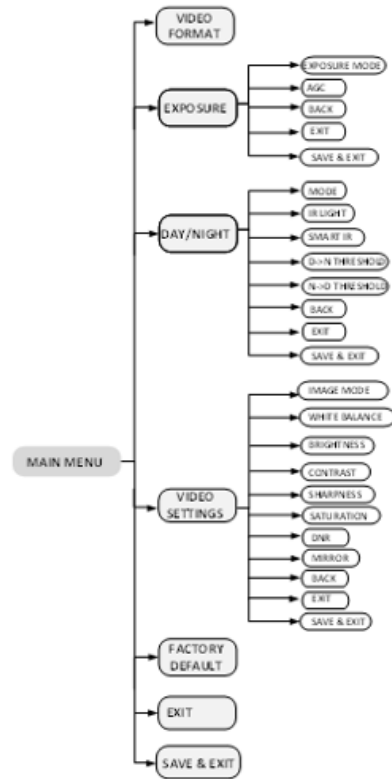 VIDEO
FORMAT
EXPOSURE
EXPOSURE MODE
AGC
BACK
EXIT
SAVE & EXIT
DAY/NIGHT
MODE
IR LIGHT
SMART IR
D->N THRESHOLD
N->D THRESHOLD
BACK
EXIT
SAVE & EXIT
MAIN MENU
VIDEO
SETTINGS
IMAGE MODE
WHITE BALANCE
BRIGHTNESS
CONTRAST
SHARPNESS
SATURATION
DNR
MIRROR
BACK
EXIT
SAVE & EXIT
FACTORY
DEFAULT
EXIT
SAVE & EXIT